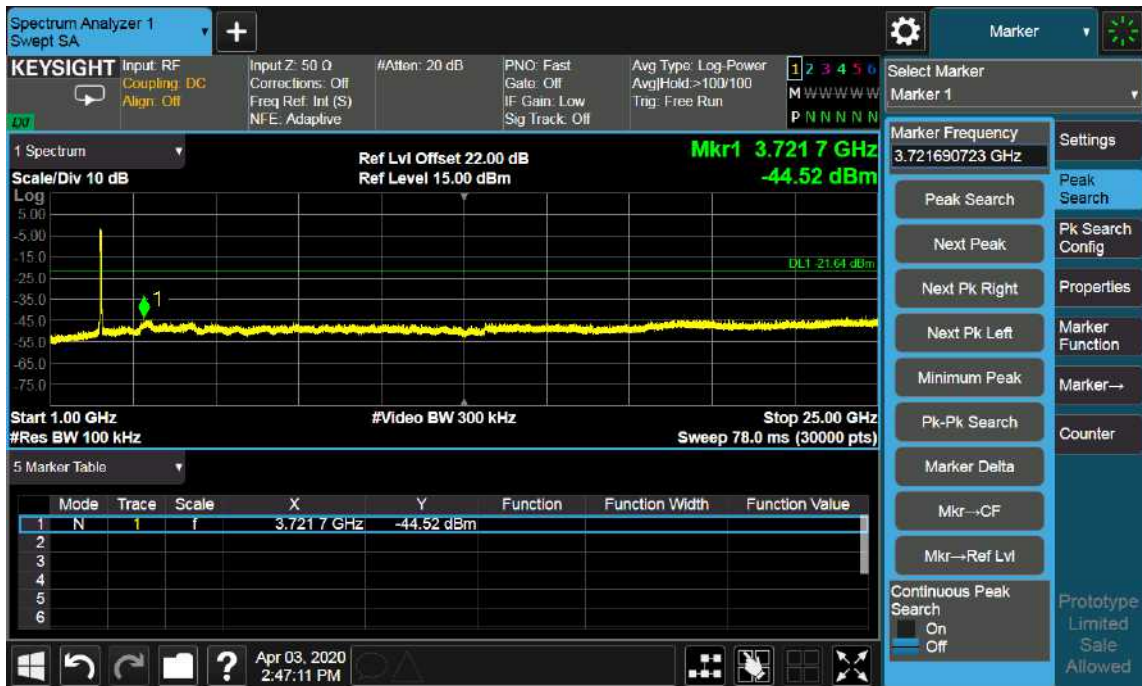 Spectrum Analyzer 1
Swept SA
+
Marker
KEYSIGHT
Input: RF
Coupling: DC
Align: Off
Input Z: 50 Ω
Corrections: Off
Freq Ref: Int (S)
NFE: Adaptive
#Atten: 20 dB
PNO: Fast
Gate: Off
IF Gain: Low
Sig Track: Off
Avg Type: Log-Power
Avg|Hold:>100/100
Trig: Free Run
1 2 3 4 5 6
M W W W W W
P N N N N N
Select Marker
Marker 1
1 Spectrum
Scale/Div 10 dB
Ref Lvl Offset 22.00 dB
Ref Level 15.00 dBm
Mkr1 3.721 7 GHz
-44.52 dBm
Log
5.00
-5.00
-15.0
-25.0
-35.0
-45.0
-55.0
-65.0
-75.0
DL1 -21.64 dBm
1
Start 1.00 GHz
#Res BW 100 kHz
#Video BW 300 kHz
Stop 25.00 GHz
Sweep 78.0 ms (30000 pts)
5 Marker Table
Mode Trace Scale X Y Function Function Width Function Value
1 N 1 f 3.721 7 GHz -44.52 dBm
2
3
4
5
6
Marker Frequency
3.721690723 GHz
Peak Search
Next Peak
Next Pk Right
Next Pk Left
Minimum Peak
Pk-Pk Search
Marker Delta
Mkr→CF
Mkr→Ref Lvl
Continuous Peak
Search
On
Off
Settings
Peak
Search
Pk Search
Config
Properties
Marker
Function
Marker→
Counter
Prototype
Limited
Sale
Allowed
?
Apr 03, 2020
2:47:11 PM